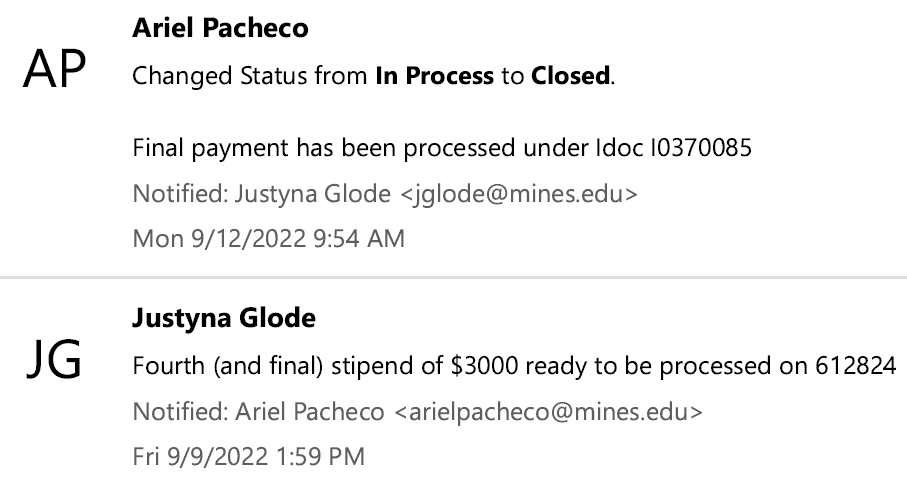 Ariel Pacheco
AP
Changed Status from In Process to Closed.
Final payment has been processed under Idoc I0370085
Notified: Justyna Glode <jglode@mines.edu>
Mon 9/12/2022 9:54 AM
Justyna Glode
JG
Fourth (and final) stipend of $3000 ready to be processed on 612824
Notified: Ariel Pacheco <arielpacheco@mines.edu>
Fri 9/9/2022 1:59 PM